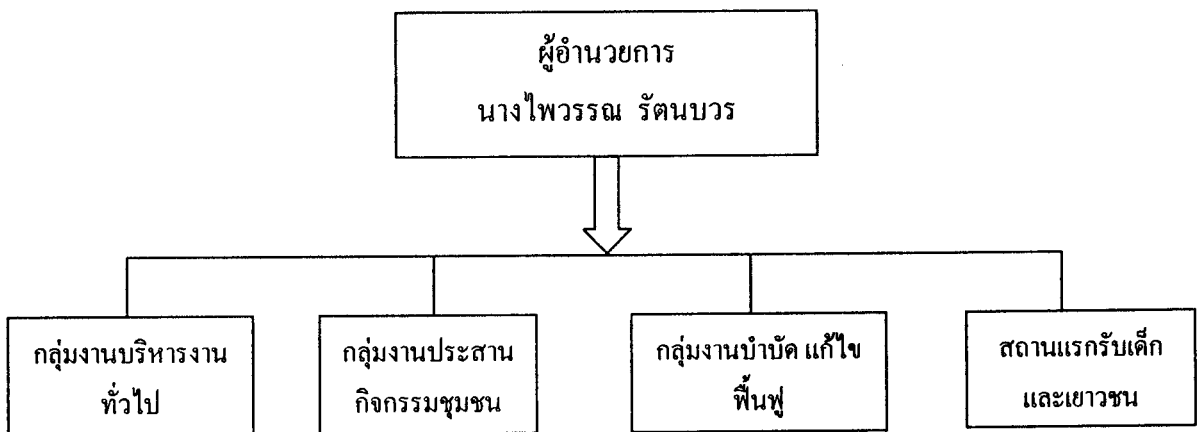 ผู้อำนวยการ
นางไพวรรณ รัตนบวร
กลุ่มงานบริหารงาน
ทั่วไป
กลุ่มงานประสาน
กิจกรรมชุมชน
กลุ่มงานบำบัด แก้ไข
ฟื้นฟู
สถานแรกรับเด็ก
และเยาวชน